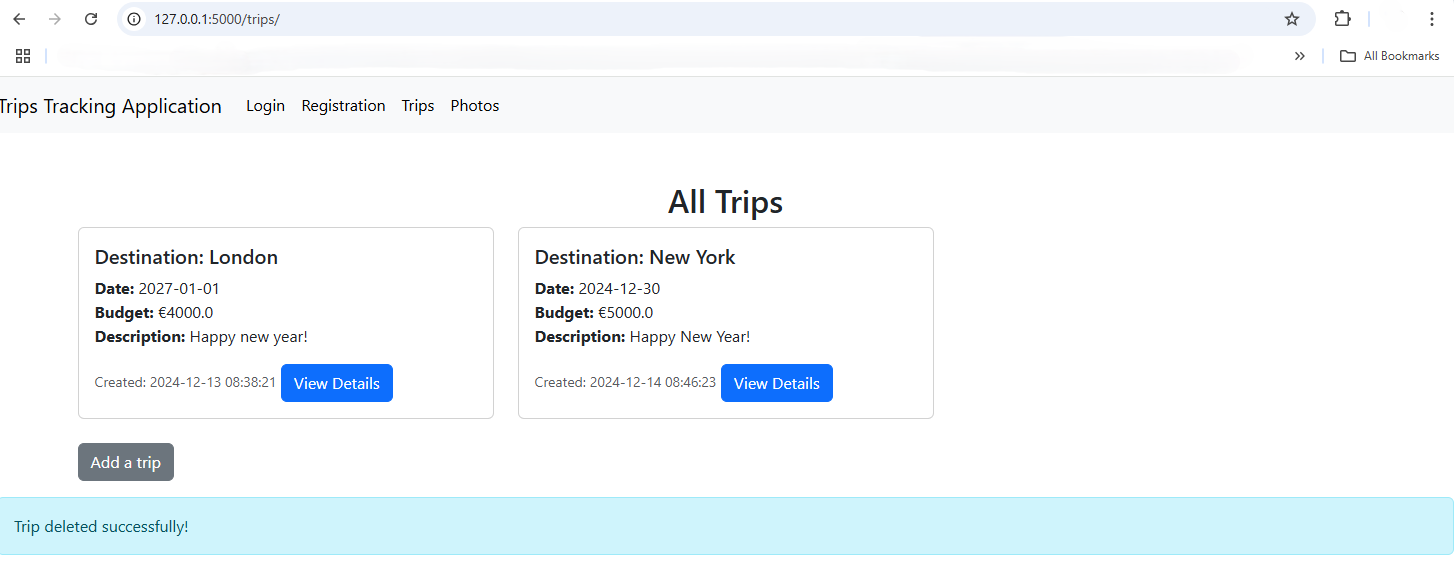 127.0.0.1:5000/trips/
All Bookmarks
Trips Tracking Application Login Registration Trips Photos
All Trips
Destination: London
Date: 2027-01-01
Budget: €4000.0
Description: Happy new year!
Created: 2024-12-13 08:38:21 View Details
Destination: New York
Date: 2024-12-30
Budget: €5000.0
Description: Happy New Year!
Created: 2024-12-14 08:46:23 View Details
Add a trip
Trip deleted successfully!